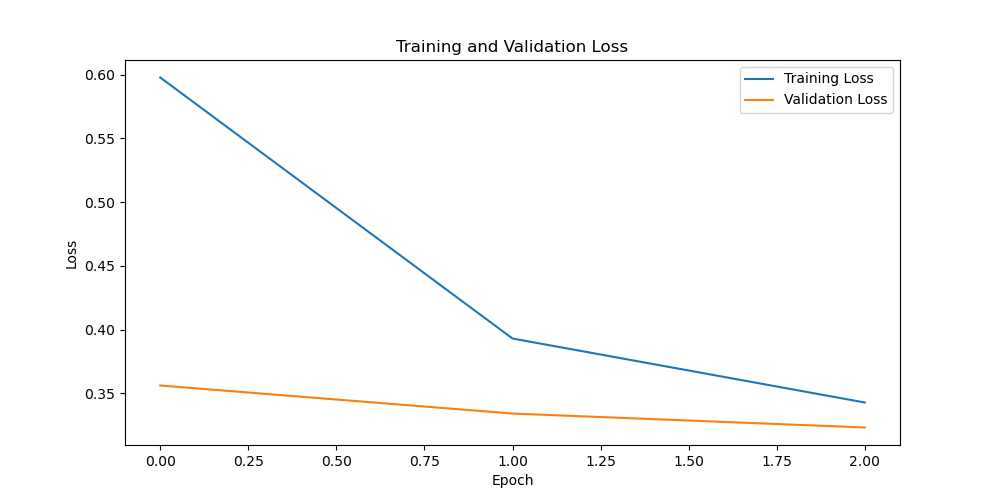 Training and Validation Loss
Training Loss
Validation Loss
0.60
0.55
0.50
0.45
0.40
0.35
Loss
0.00 0.25 0.50 0.75 1.00 1.25 1.50 1.75 2.00
Epoch